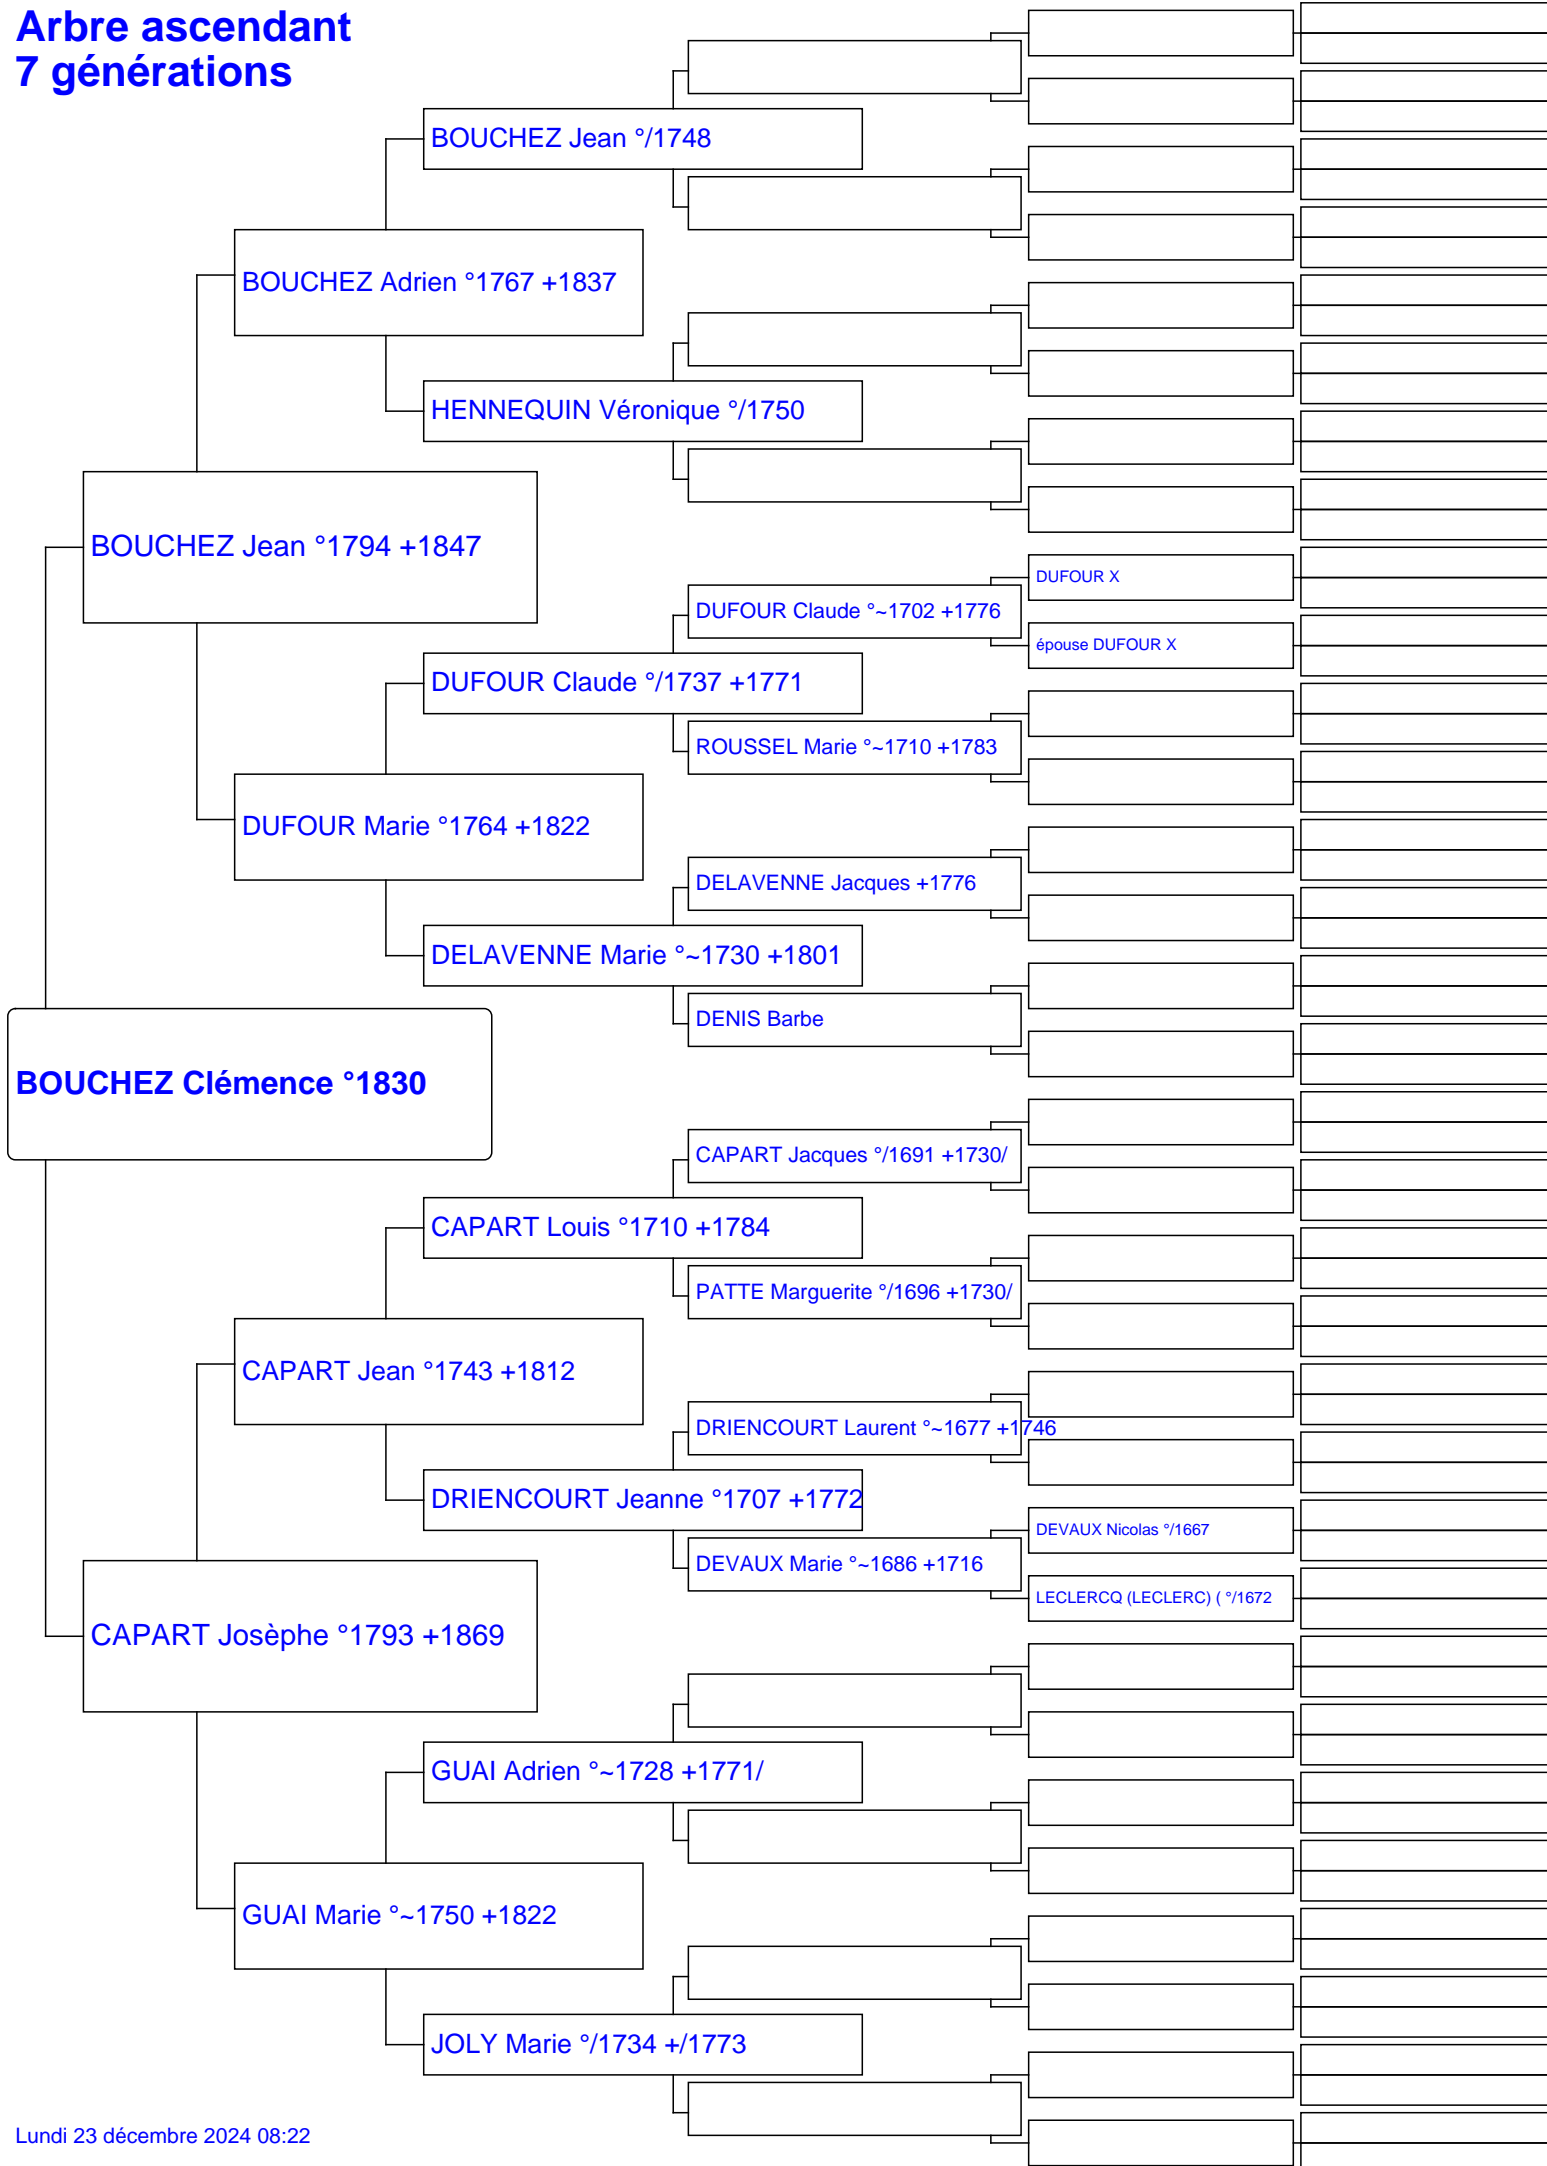 Arbre ascendant
7 générations
BOUCHEZ Jean °/1748
BOUCHEZ Adrien °1767 +1837
HENNEQUIN Véronique °/1750
BOUCHEZ Jean °1794 +1847
DUFOUR X
DUFOUR Claude °~1702 +1776
épouse DUFOUR X
DUFOUR Claude °/1737 +1771
ROUSSEL Marie °~1710 +1783
DUFOUR Marie °1764 +1822
DELAVENNE Jacques +1776
DELAVENNE Marie °~1730 +1801
DENIS Barbe
BOUCHEZ Clémence °1830
CAPART Jacques °/1691 +1730/
CAPART Louis °1710 +1784
PATTE Marguerite °/1696 +1730/
CAPART Jean °1743 +1812
DRIENCOURT Laurent °~1677 +1746
DRIENCOURT Jeanne °1707 +1772
DEVAUX Nicolas °/1667
DEVAUX Marie °~1686 +1716
LECLERCQ (LECLERC) ( °/1672
CAPART Josèphe °1793 +1869
GUAI Adrien °~1728 +1771/
GUAI Marie °~1750 +1822
JOLY Marie °/1734 +/1773
Lundi 23 décembre 2024 08:22